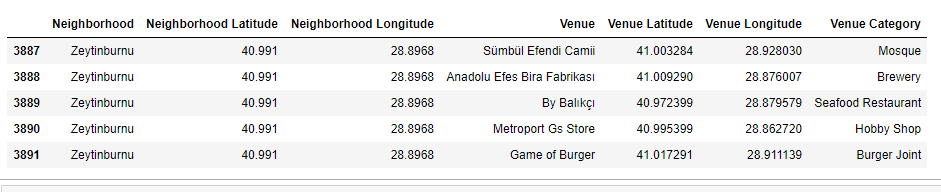 Neighborhood Neighborhood Latitude Neighborhood Longitude Venue Venue Latitude Venue Longitude Venue Category
3887 Zeytinburnu 40.991 28.8968 Sümbül Efendi Camii 41.003284 28.928030 Mosque
3888 Zeytinburnu 40.991 28.8968 Anadolu Efes Bira Fabrikası 41.009290 28.876007 Brewery
3889 Zeytinburnu 40.991 28.8968 By Balıkçı 40.972399 28.879579 Seafood Restaurant
3890 Zeytinburnu 40.991 28.8968 Metroport Gs Store 40.995399 28.862720 Hobby Shop
3891 Zeytinburnu 40.991 28.8968 Game of Burger 41.017291 28.911139 Burger Joint